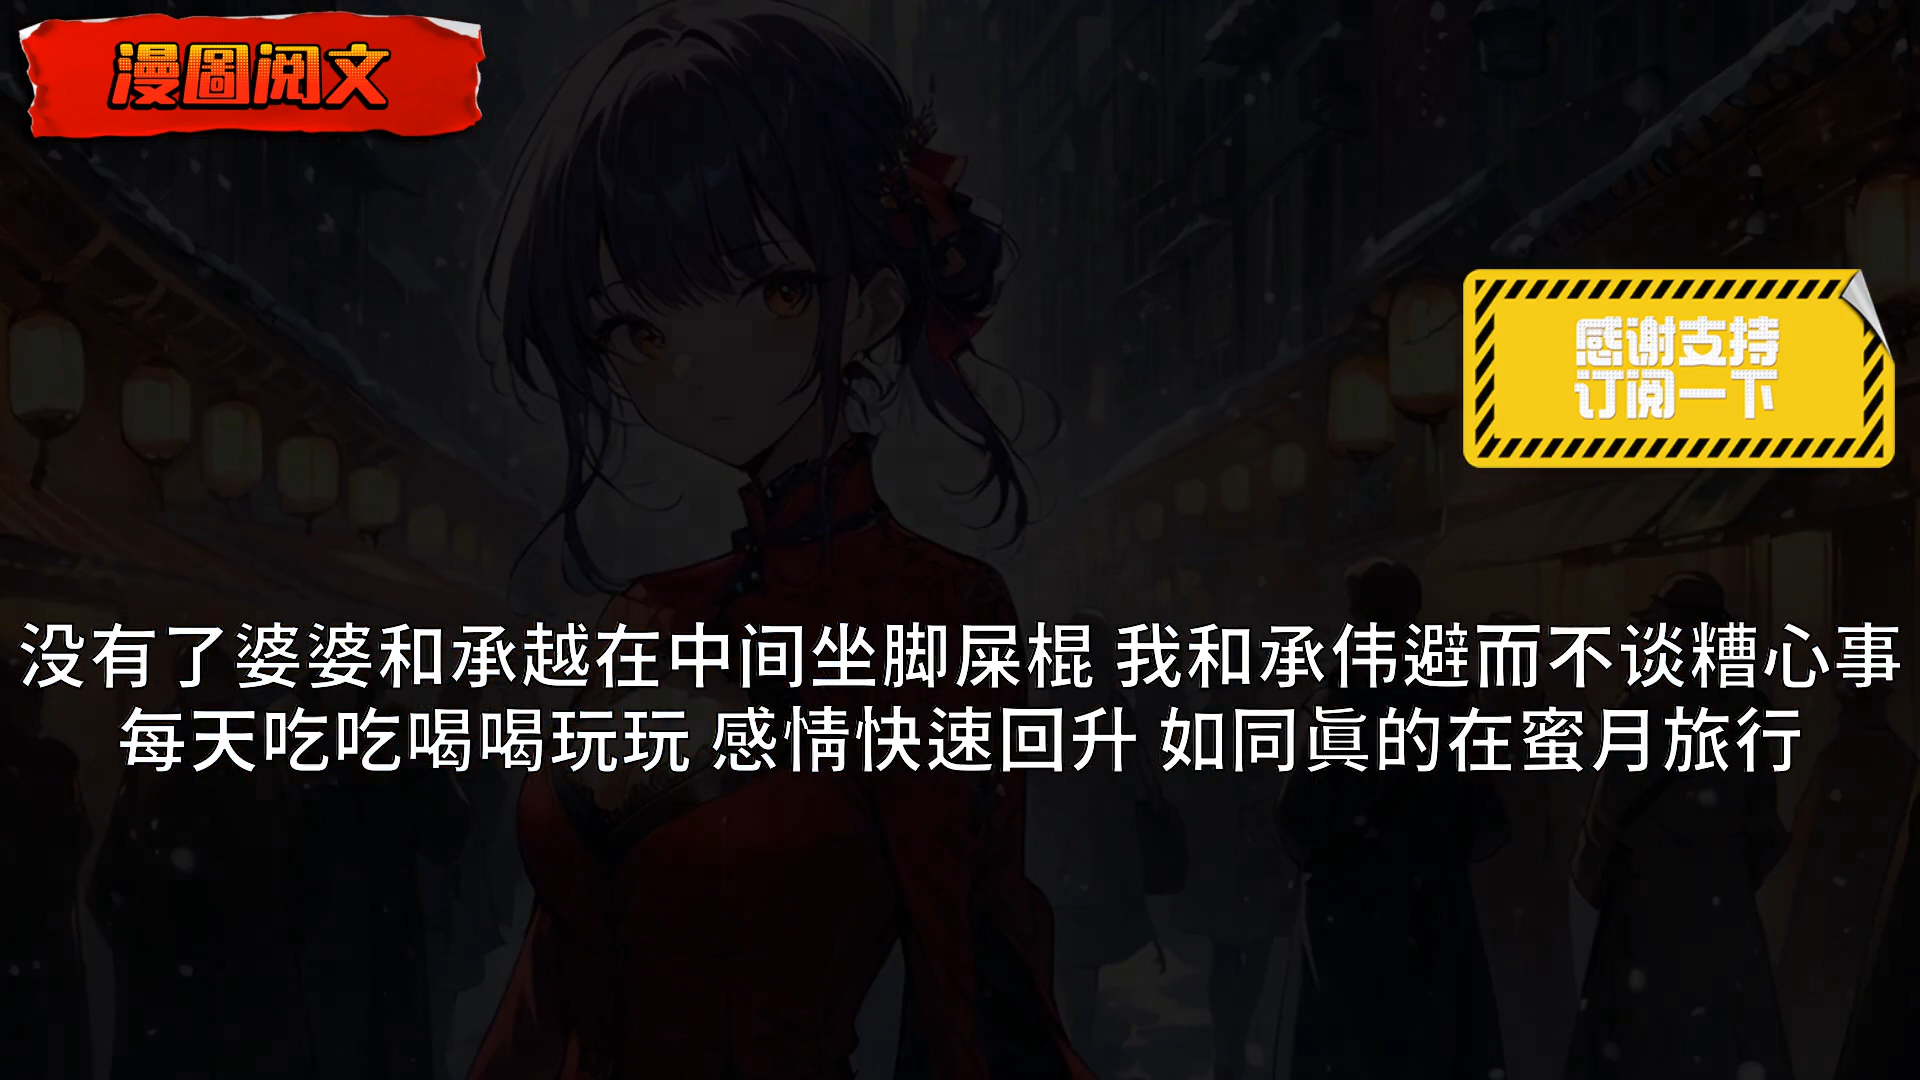 漫圖阅文
感谢支持
订阅一下
没有了婆婆和承越在中间坐脚屎棍 我和承伟避而不谈糟心事
每天吃吃喝喝玩玩 感情快速回升 如同眞的在蜜月旅行